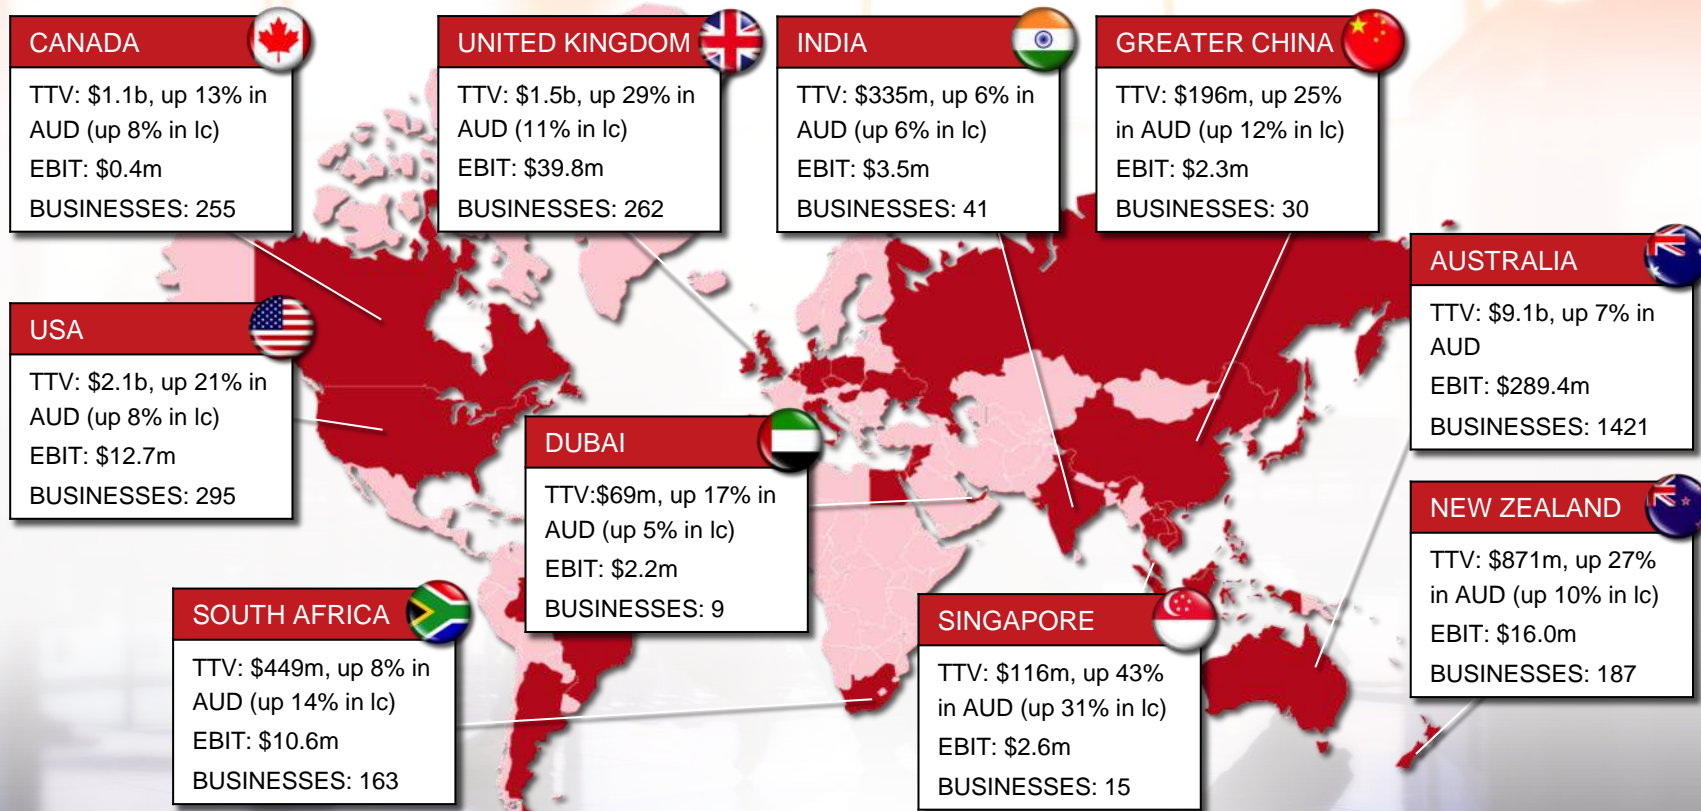 CANADA
TTV: $1.1b, up 13% in
AUD (up 8% in lc)
EBIT: $0.4m
BUSINESSES: 255
UNITED KINGDOM
TTV: $1.5b, up 29% in
AUD (11% in lc)
EBIT: $39.8m
BUSINESSES: 262
INDIA
TTV: $335m, up 6% in
AUD (up 6% in lc)
EBIT: $3.5m
BUSINESSES: 41
GREATER CHINA
TTV: $196m, up 25%
in AUD (up 12% in lc)
EBIT: $2.3m
BUSINESSES: 30
AUSTRALIA
TTV: $9.1b, up 7% in
AUD
EBIT: $289.4m
BUSINESSES: 1421
USA
TTV: $2.1b, up 21% in
AUD (up 8% in lc)
EBIT: $12.7m
BUSINESSES: 295
DUBAI
TTV:$69m, up 17% in
AUD (up 5% in lc)
EBIT: $2.2m
BUSINESSES: 9
NEW ZEALAND
TTV: $871m, up 27%
in AUD (up 10% in lc)
EBIT: $16.0m
BUSINESSES: 187
SOUTH AFRICA
TTV: $449m, up 8% in
AUD (up 14% in lc)
EBIT: $10.6m
BUSINESSES: 163
SINGAPORE
TTV: $116m, up 43%
in AUD (up 31% in lc)
EBIT: $2.6m
BUSINESSES: 15